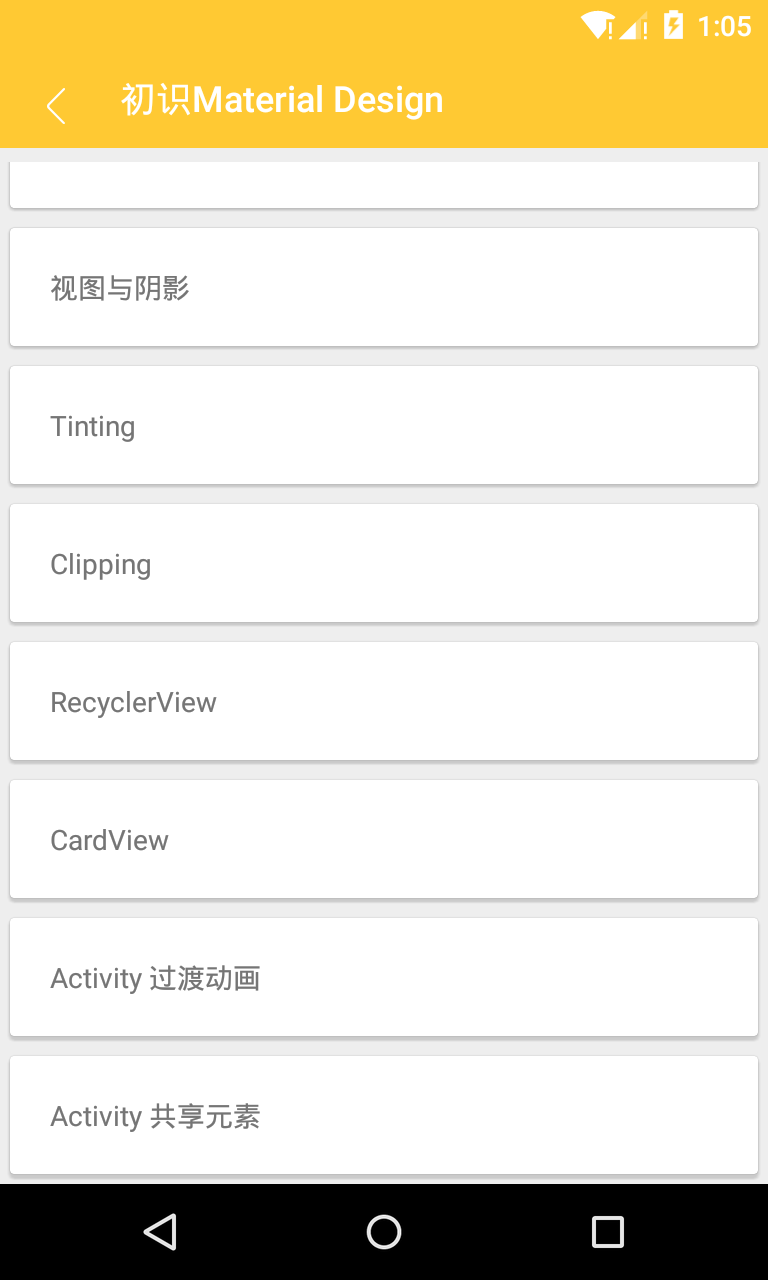 1:05
初识Material Design
视图与阴影
Tinting
Clipping
RecyclerView
CardView
Activity 过渡动画
Activity 共享元素